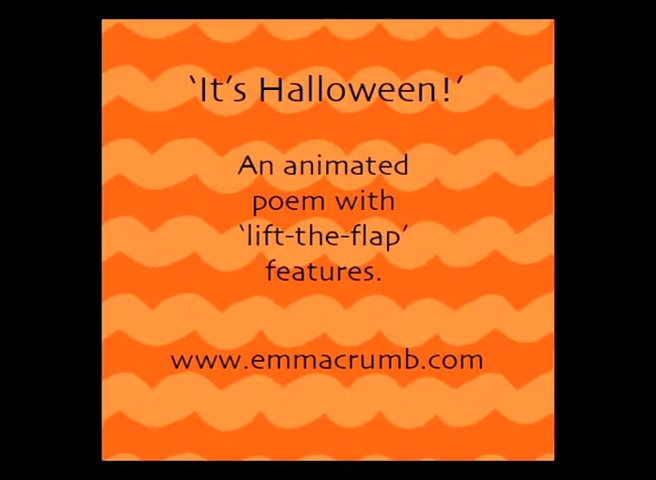 ‘It’s Halloween!’
An animated
poem with
‘lift-the-flap’
features.
www.emmacrumb.com